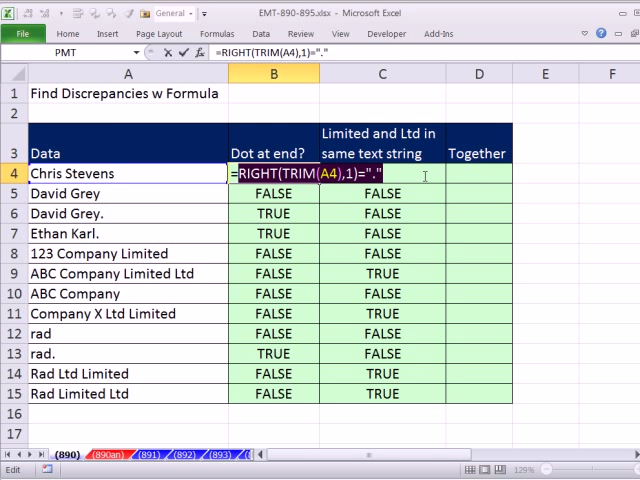 General
EMT-890-895.xlsx - Microsoft Excel
File Home Insert Page Layout Formulas Data Review View Developer Add-Ins
PMT fx =RIGHT(TRIM(A4),1)="."
A B C D E F
1 Find Discrepancies w Formula
2
3 Data Dot at end? Limited and Ltd in same text string Together
4 Chris Stevens =RIGHT(TRIM(A4),1)="."
5 David Grey FALSE FALSE
6 David Grey. TRUE FALSE
7 Ethan Karl. TRUE FALSE
8 123 Company Limited FALSE FALSE
9 ABC Company Limited Ltd FALSE TRUE
10 ABC Company FALSE FALSE
11 Company X Ltd Limited FALSE TRUE
12 rad FALSE FALSE
13 rad. TRUE FALSE
14 Rad Ltd Limited FALSE TRUE
15 Rad Limited Ltd FALSE TRUE
16
17
(890) (890an) (891) (892) (893)
Edit 129%